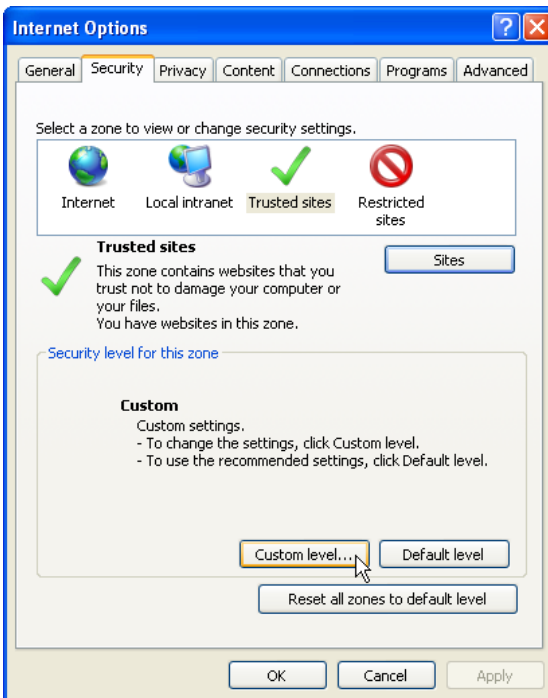 Internet Options
General Security Privacy Content Connections Programs Advanced
Select a zone to view or change security settings.
Internet Local intranet Trusted sites Restricted
sites
Trusted sites
Sites
This zone contains websites that you
trust not to damage your computer or
your files.
You have websites in this zone.
Security level for this zone
Custom
Custom settings.
- To change the settings, click Custom level.
- To use the recommended settings, click Default level.
Custom level... Default level
Reset all zones to default level
OK Cancel Apply